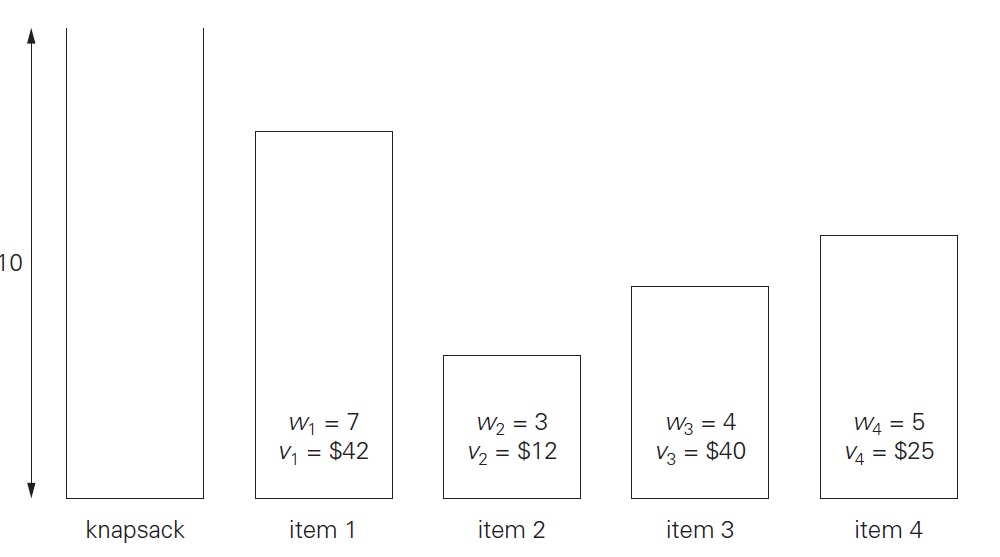 10
w₁ = 7
v₁ = $42
w₂ = 3
v₂ = $12
w₃ = 4
v₃ = $40
w₄ = 5
v₄ = $25
knapsack
item 1
item 2
item 3
item 4